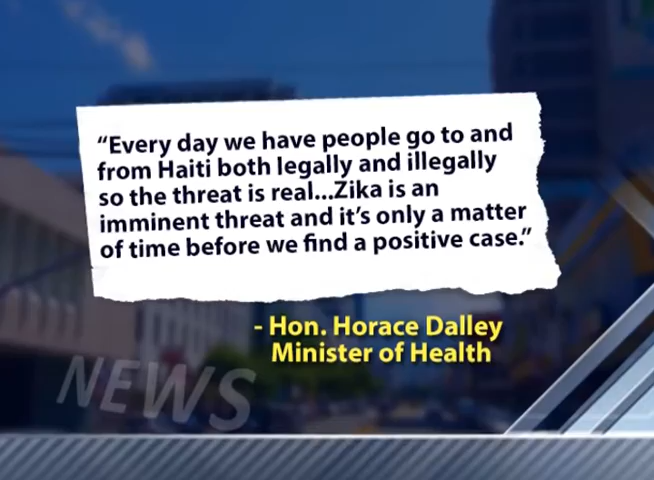 “Every day we have people go to and
from Haiti both legally and illegally
so the threat is real...Zika is an
imminent threat and it’s only a matter
of time before we find a positive case.”
- Hon. Horace Dalley
Minister of Health
NEWS